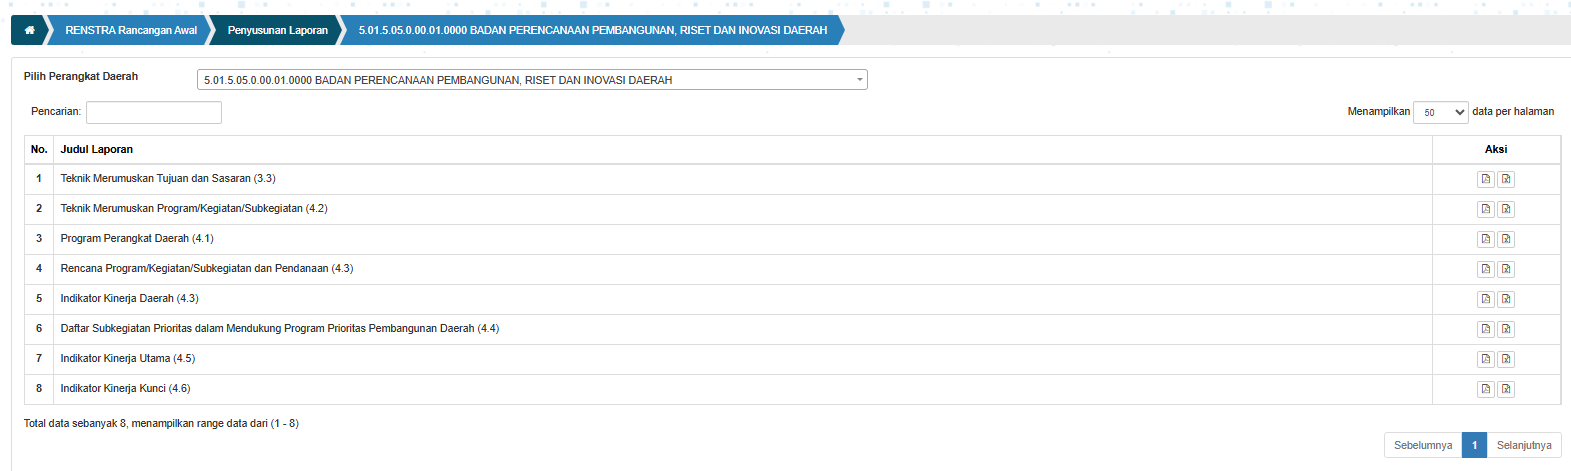 RENSTRA Rancangan Awal Penyusunan Laporan 5.01.5.05.0.00.01.0000 BADAN PERENCANAAN PEMBANGUNAN, RISET DAN INOVASI DAERAH
Pilih Perangkat Daerah 5.01.5.05.0.00.01.0000 BADAN PERENCANAAN PEMBANGUNAN, RISET DAN INOVASI DAERAH
Pencarian: Menampilkan 50 data per halaman
No. Judul Laporan Aksi
1 Teknik Merumuskan Tujuan dan Sasaran (3.3)
2 Teknik Merumuskan Program/Kegiatan/Subkegiatan (4.2)
3 Program Perangkat Daerah (4.1)
4 Rencana Program/Kegiatan/Subkegiatan dan Pendanaan (4.3)
5 Indikator Kinerja Daerah (4.3)
6 Daftar Subkegiatan Prioritas dalam Mendukung Program Prioritas Pembangunan Daerah (4.4)
7 Indikator Kinerja Utama (4.5)
8 Indikator Kinerja Kunci (4.6)
Total data sebanyak 8, menampilkan range data dari (1 - 8)
Sebelumnya 1 Selanjutnya